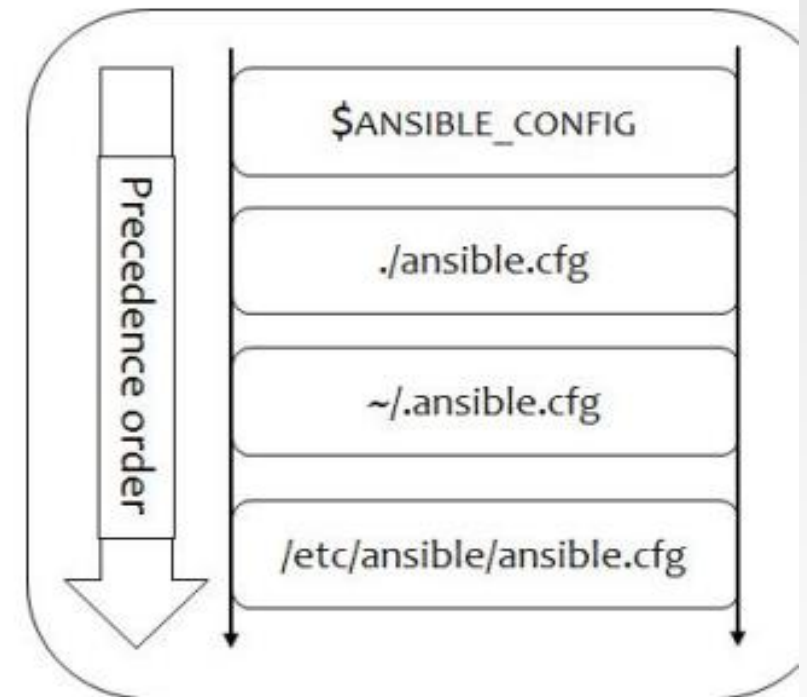 Precedence order
$ANSIBLE_CONFIG
./ansible.cfg
~/.ansible.cfg
/etc/ansible/ansible.cfg